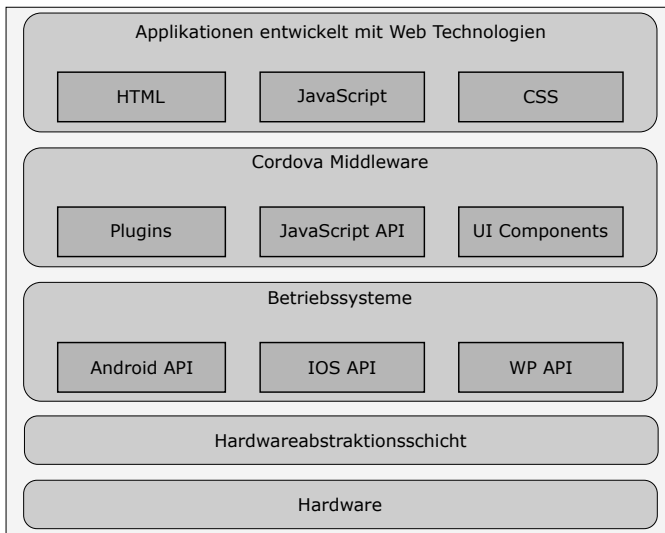 Applikationen entwickelt mit Web Technologien
HTML
JavaScript
CSS
Cordova Middleware
Plugins
JavaScript API
UI Components
Betriebssysteme
Android API
IOS API
WP API
Hardwareabstraktionsschicht
Hardware